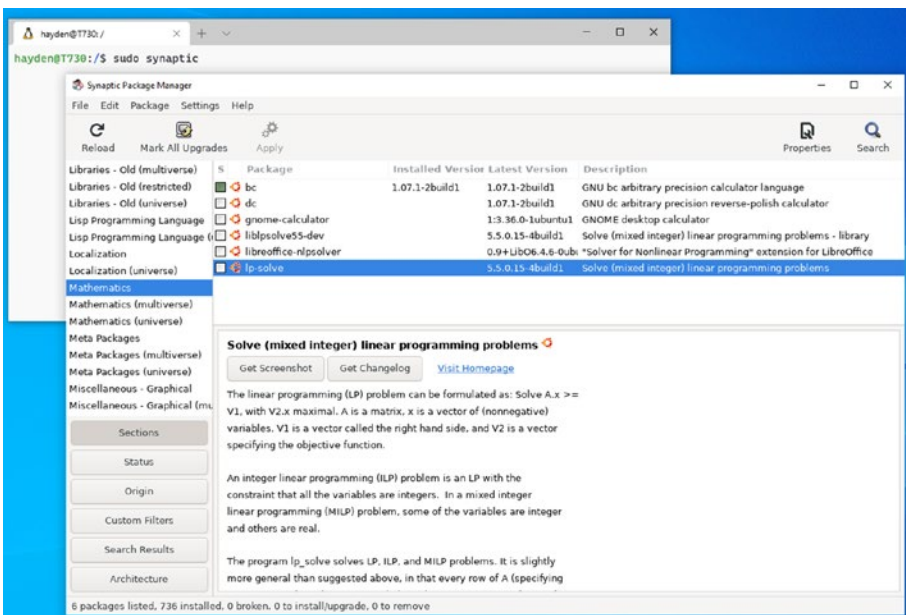 hayden@T730: /
hayden@T730:/$ sudo synaptic
Synaptic Package Manager
File Edit Package Settings Help
Reload Mark All Upgrades Apply Properties Search
Libraries - Old (multiverse)
Libraries - Old (restricted)
Libraries - Old (universe)
Lisp Programming Language
Lisp Programming Language (
Localization
Localization (universe)
Mathematics
Mathematics (multiverse)
Mathematics (universe)
Meta Packages
Meta Packages (multiverse)
Meta Packages (universe)
Miscellaneous - Graphical
Miscellaneous - Graphical (mu
Sections
Status
Origin
Custom Filters
Search Results
Architecture
S Package Installed Version Latest Version Description
bc 1.07.1-2build1 1.07.1-2build1 GNU bc arbitrary precision calculator language
dc 1.07.1-2build1 GNU dc arbitrary precision reverse-polish calculator
gnome-calculator 1:3.36.0-1ubuntu1 GNOME desktop calculator
liblpsolve55-dev 5.5.0.15-4build1 Solve (mixed integer) linear programming problems - library
libreoffice-nlpsolver 0.9+LibO6.4.6-0ubu "Solver for Nonlinear Programming" extension for LibreOffice
lp-solve 5.5.0.15-4build1 Solve (mixed integer) linear programming problems
Solve (mixed integer) linear programming problems
Get Screenshot Get Changelog Visit Homepage
The linear programming (LP) problem can be formulated as: Solve A.x >=
V1, with V2.x maximal. A is a matrix, x is a vector of (nonnegative)
variables. V1 is a vector called the right hand side, and V2 is a vector
specifying the objective function.
An integer linear programming (ILP) problem is an LP with the
constraint that all the variables are integers. In a mixed integer
linear programming (MILP) problem, some of the variables are integer
and others are real.
The program lp_solve solves LP, ILP, and MILP problems. It is slightly
more general than suggested above, in that every row of A (specifying
6 packages listed, 736 installed. 0 broken. 0 to install/upgrade, 0 to remove